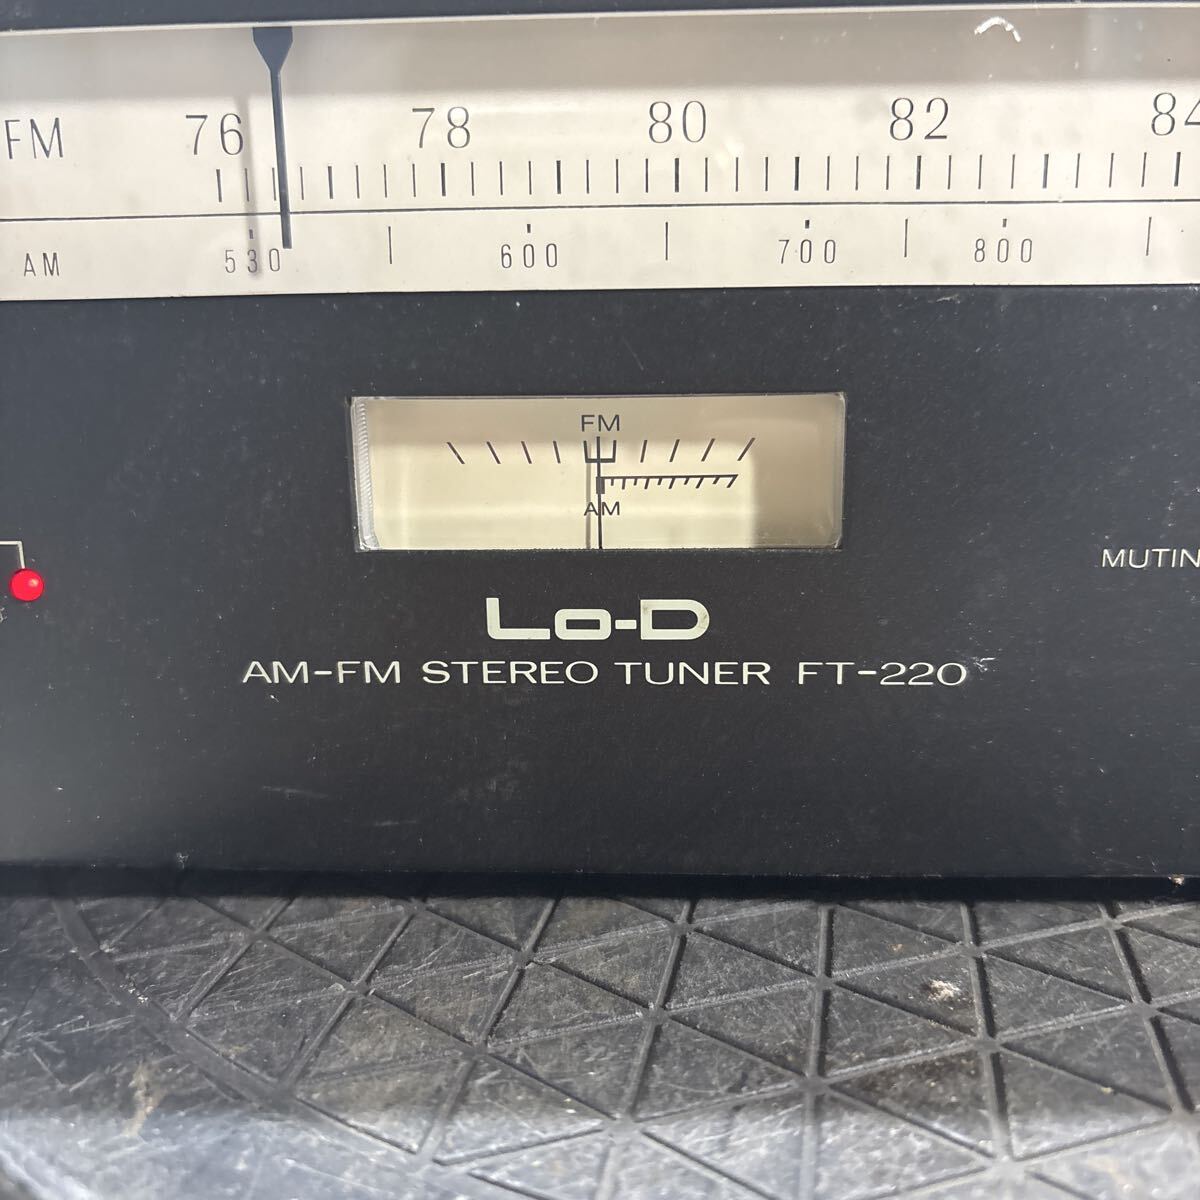 FM 76 78 80 82 84
AM 530 600 700 800
FM
AM
MUTIN
Lo-D
AM-FM STEREO TUNER FT-220